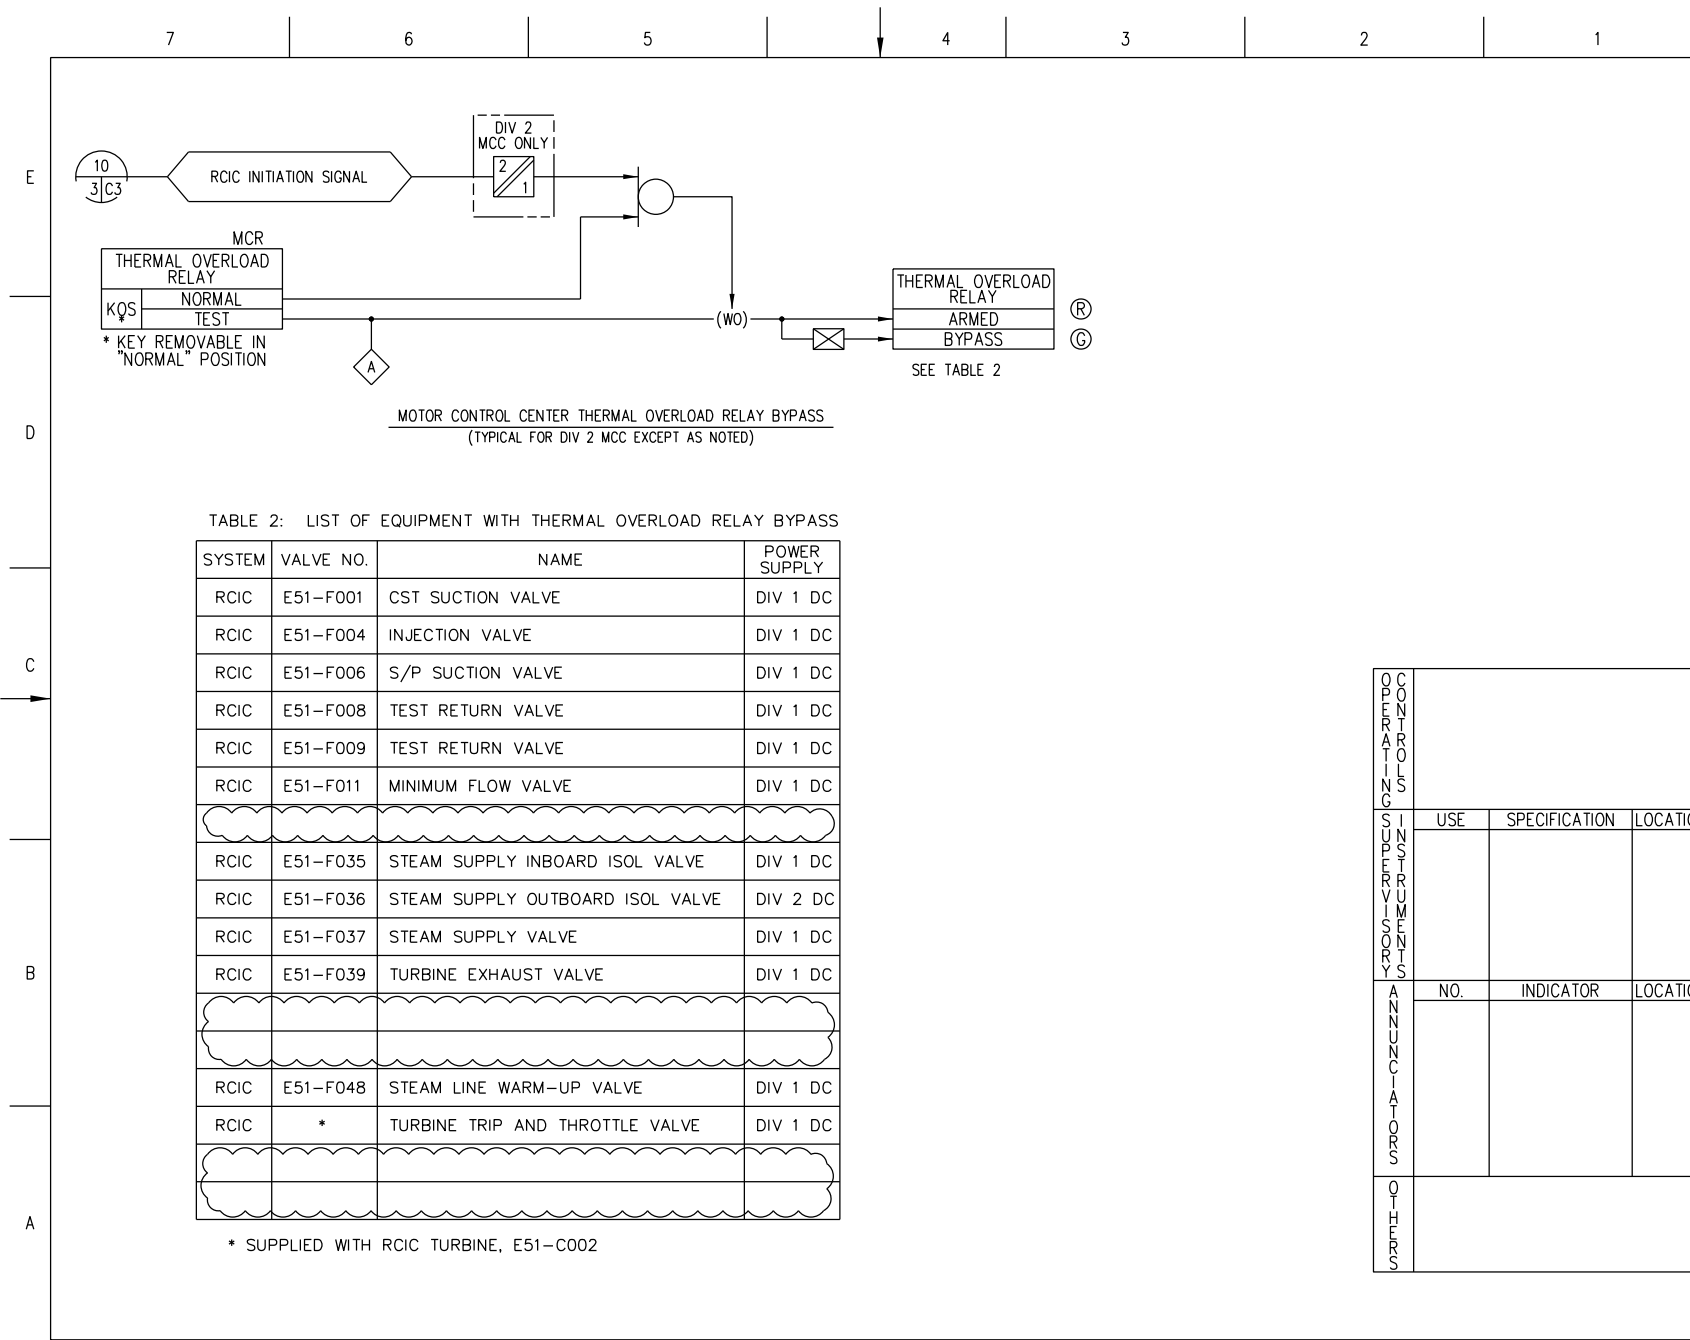 7 6 5 4 3 2 1
E
D
C
B
A
DIV 2
MCC ONLY
2
1
10
3 C3
RCIC INITIATION SIGNAL
MCR
THERMAL OVERLOAD
RELAY
KOS
*
NORMAL
TEST
* KEY REMOVABLE IN
"NORMAL" POSITION
A
(WO)
THERMAL OVERLOAD
RELAY
ARMED
BYPASS
R
G
SEE TABLE 2
MOTOR CONTROL CENTER THERMAL OVERLOAD RELAY BYPASS
(TYPICAL FOR DIV 2 MCC EXCEPT AS NOTED)
TABLE 2: LIST OF EQUIPMENT WITH THERMAL OVERLOAD RELAY BYPASS
SYSTEM VALVE NO. NAME POWER SUPPLY
RCIC E51-F001 CST SUCTION VALVE DIV 1 DC
RCIC E51-F004 INJECTION VALVE DIV 1 DC
RCIC E51-F006 S/P SUCTION VALVE DIV 1 DC
RCIC E51-F008 TEST RETURN VALVE DIV 1 DC
RCIC E51-F009 TEST RETURN VALVE DIV 1 DC
RCIC E51-F011 MINIMUM FLOW VALVE DIV 1 DC
RCIC E51-F035 STEAM SUPPLY INBOARD ISOL VALVE DIV 1 DC
RCIC E51-F036 STEAM SUPPLY OUTBOARD ISOL VALVE DIV 2 DC
RCIC E51-F037 STEAM SUPPLY VALVE DIV 1 DC
RCIC E51-F039 TURBINE EXHAUST VALVE DIV 1 DC
RCIC E51-F048 STEAM LINE WARM-UP VALVE DIV 1 DC
RCIC * TURBINE TRIP AND THROTTLE VALVE DIV 1 DC
* SUPPLIED WITH RCIC TURBINE, E51-C002
OPERATING
CONTROLS
SUPERVISORY
INSTRUMENTS
USE SPECIFICATION
ANNUNCIATORS
NO. INDICATOR
OTHERS